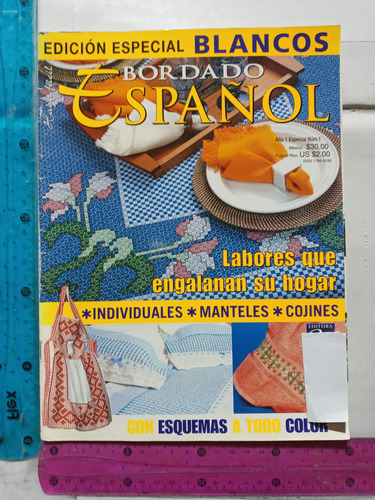 EDICIÓN ESPECIAL BLANCOS
BORDADO
ESPAÑOL
Año 1 Especial Núm.1
México $30.00
US $2.00
Labores que
engalanan su hogar
*INDIVIDUALES *MANTELES *COJINES
EDITORA
CON ESQUEMAS A TODO COLOR
flex